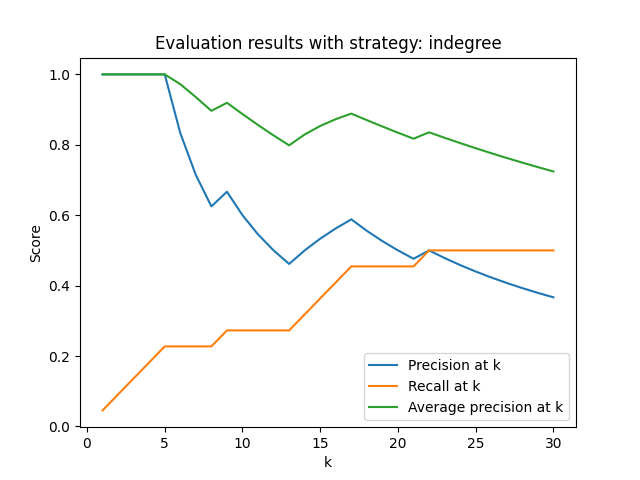 Evaluation results with strategy: indegree
1.0
0.8
0.6
0.4
0.2
0.0
Score
0
5
10
15
20
25
30
k
Precision at k
Recall at k
Average precision at k